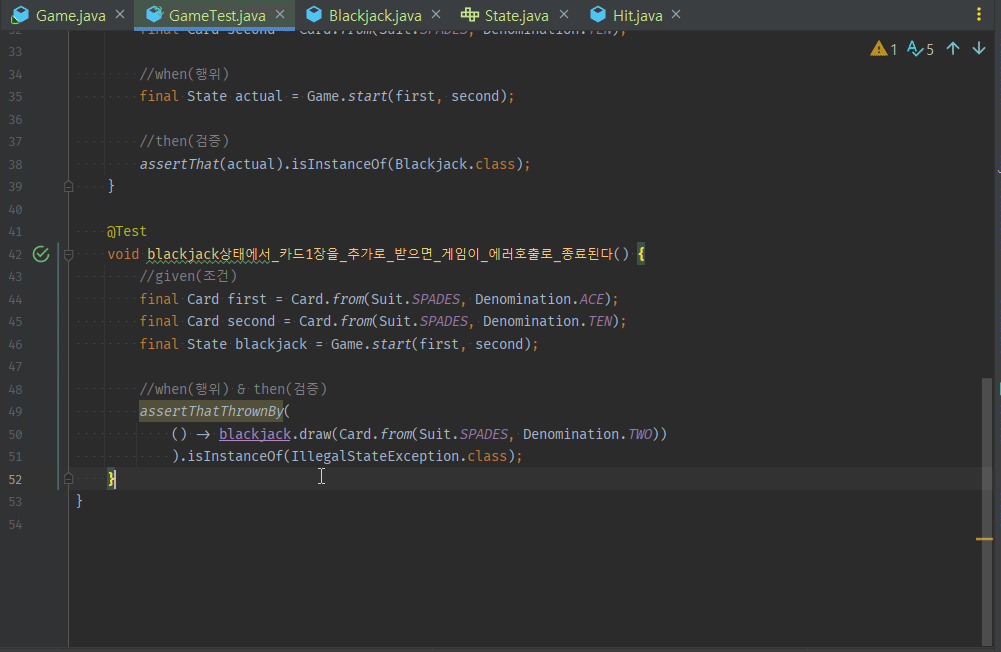 Game.java GameTest.java Blackjack.java State.java Hit.java
32 final Card second = Card.from(Suit.SPADES, Denomination.TEN);
1 5
33
34 //when(행위)
35 final State actual = Game.start(first, second);
36
37 //then(검증)
38 assertThat(actual).isInstanceOf(Blackjack.class);
39 }
40
41 @Test
42 void blackjack상태에서_카드1장을_추가로_받으면_게임이_에러호출로_종료된다() {
43 //given(조건)
44 final Card first = Card.from(Suit.SPADES, Denomination.ACE);
45 final Card second = Card.from(Suit.SPADES, Denomination.TEN);
46 final State blackjack = Game.start(first, second);
47
48 //when(행위) & then(검증)
49 assertThatThrownBy(
50 () -> blackjack.draw(Card.from(Suit.SPADES, Denomination.TWO))
51 ).isInstanceOf(IllegalStateException.class);
52 }
53 }
54